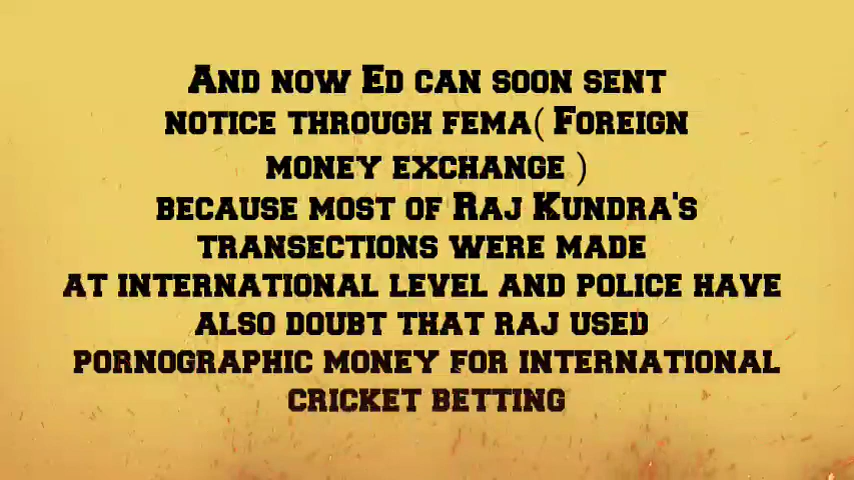 And now Ed can soon sent
notice through fema( Foreign
money exchange )
because most of Raj Kundra's
transections were made
at international level and police have
also doubt that raj used
pornographic money for international
cricket betting